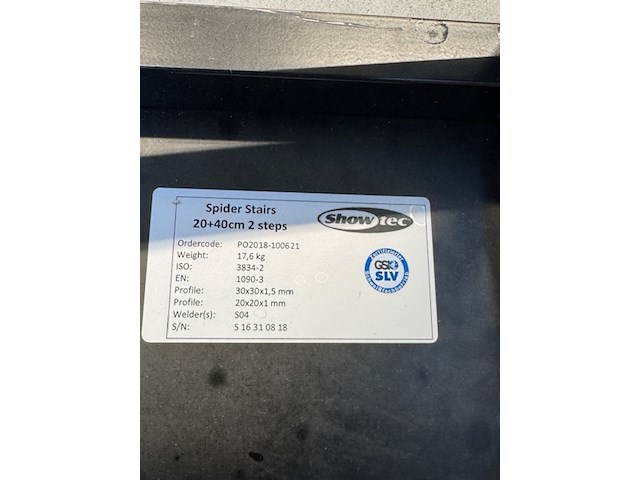 Spider Stairs
20+40cm 2 steps
Showtec
Ordercode: PO2018-100621
Weight: 17,6 kg
ISO: 3834-2
EN: 1090-3
Profile: 30x30x1,5 mm
Profile: 20x20x1 mm
Welder(s): S04
S/N: S 16 31 08 18
GSI
SLV